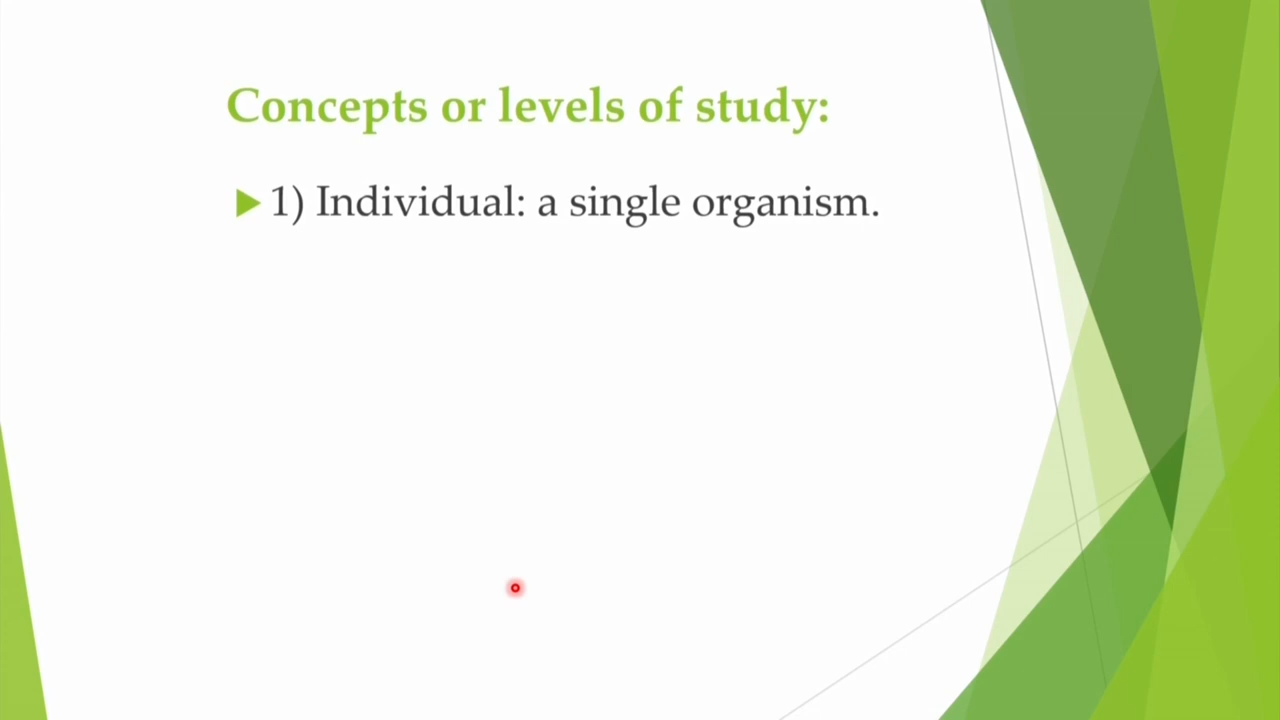 Concepts or levels of study:
1) Individual: a single organism.